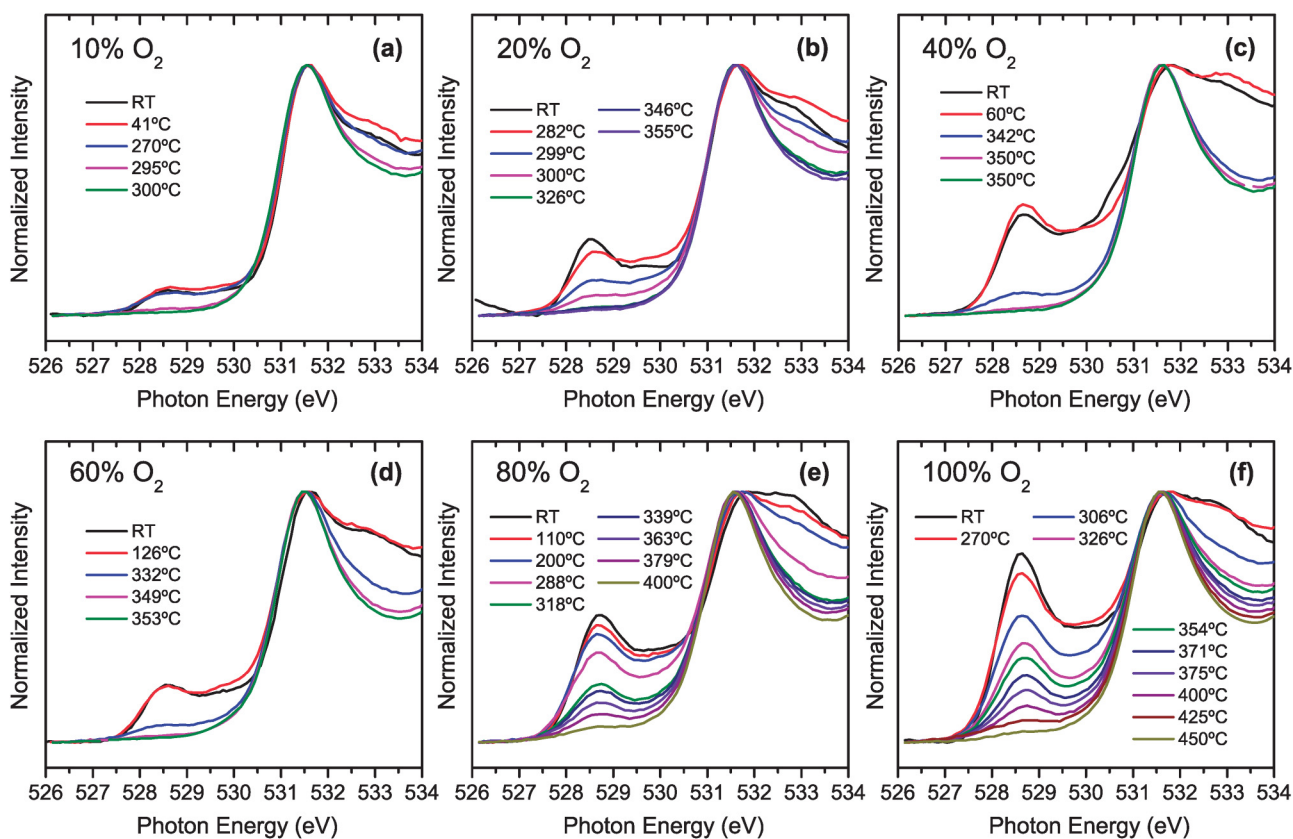 10% O2 (a)
RT
41ºC
270ºC
295ºC
300ºC
Normalized Intensity
526 527 528 529 530 531 532 533 534
Photon Energy (eV)
20% O2 (b)
RT 346ºC
282ºC 355ºC
299ºC
300ºC
326ºC
Normalized Intensity
526 527 528 529 530 531 532 533 534
Photon Energy (eV)
40% O2 (c)
RT
60ºC
342ºC
350ºC
350ºC
Normalized Intensity
526 527 528 529 530 531 532 533 534
Photon Energy (eV)
60% O2 (d)
RT
126ºC
332ºC
349ºC
353ºC
Normalized Intensity
526 527 528 529 530 531 532 533 534
Photon Energy (eV)
80% O2 (e)
RT 339ºC
110ºC 363ºC
200ºC 379ºC
288ºC 400ºC
318ºC
Normalized Intensity
526 527 528 529 530 531 532 533 534
Photon Energy (eV)
100% O2 (f)
RT 306ºC
270ºC 326ºC
354ºC
371ºC
375ºC
400ºC
425ºC
450ºC
Normalized Intensity
526 527 528 529 530 531 532 533 534
Photon Energy (eV)